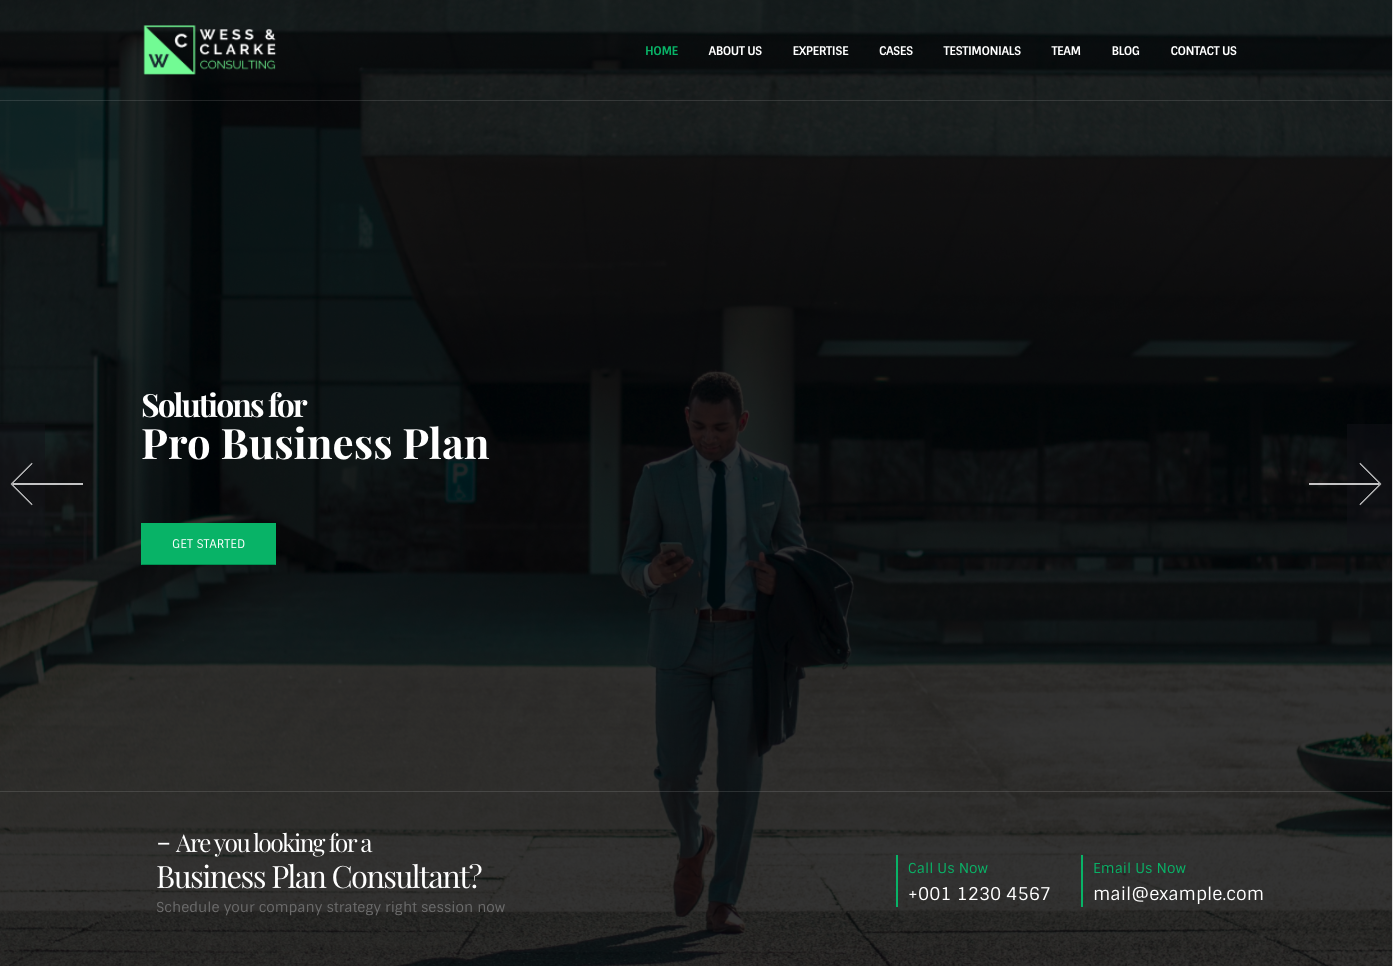 C
W
WESS &
CLARKE
CONSULTING
HOME ABOUT US EXPERTISE CASES TESTIMONIALS TEAM BLOG CONTACT US
Solutions for
Pro Business Plan
P
GET STARTED
– Are you looking for a
Business Plan Consultant?
Schedule your company strategy right session now
Call Us Now
+001 1230 4567
Email Us Now
mail@example.com